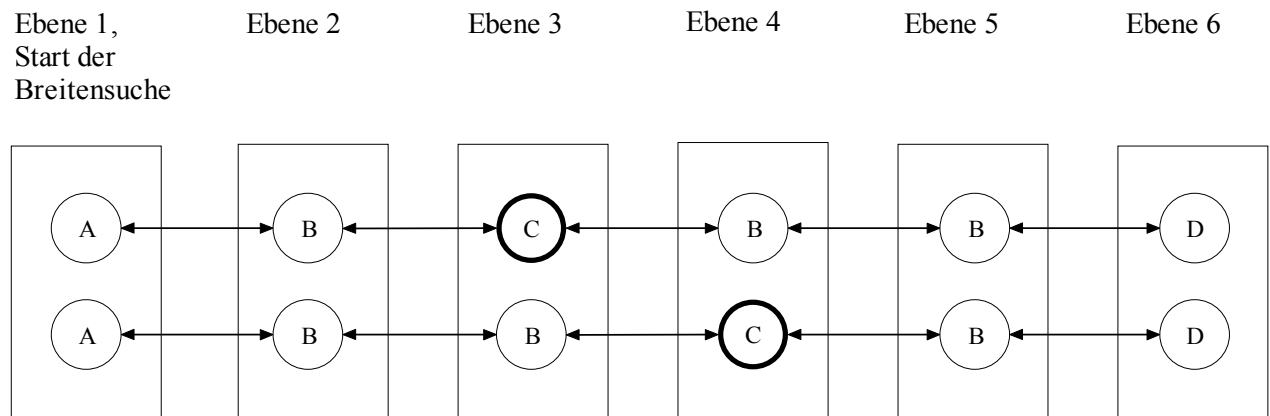 Ebene 1,
Start der
Breitensuche
Ebene 2
Ebene 3
Ebene 4
Ebene 5
Ebene 6
A B C B B D
A B B C B D